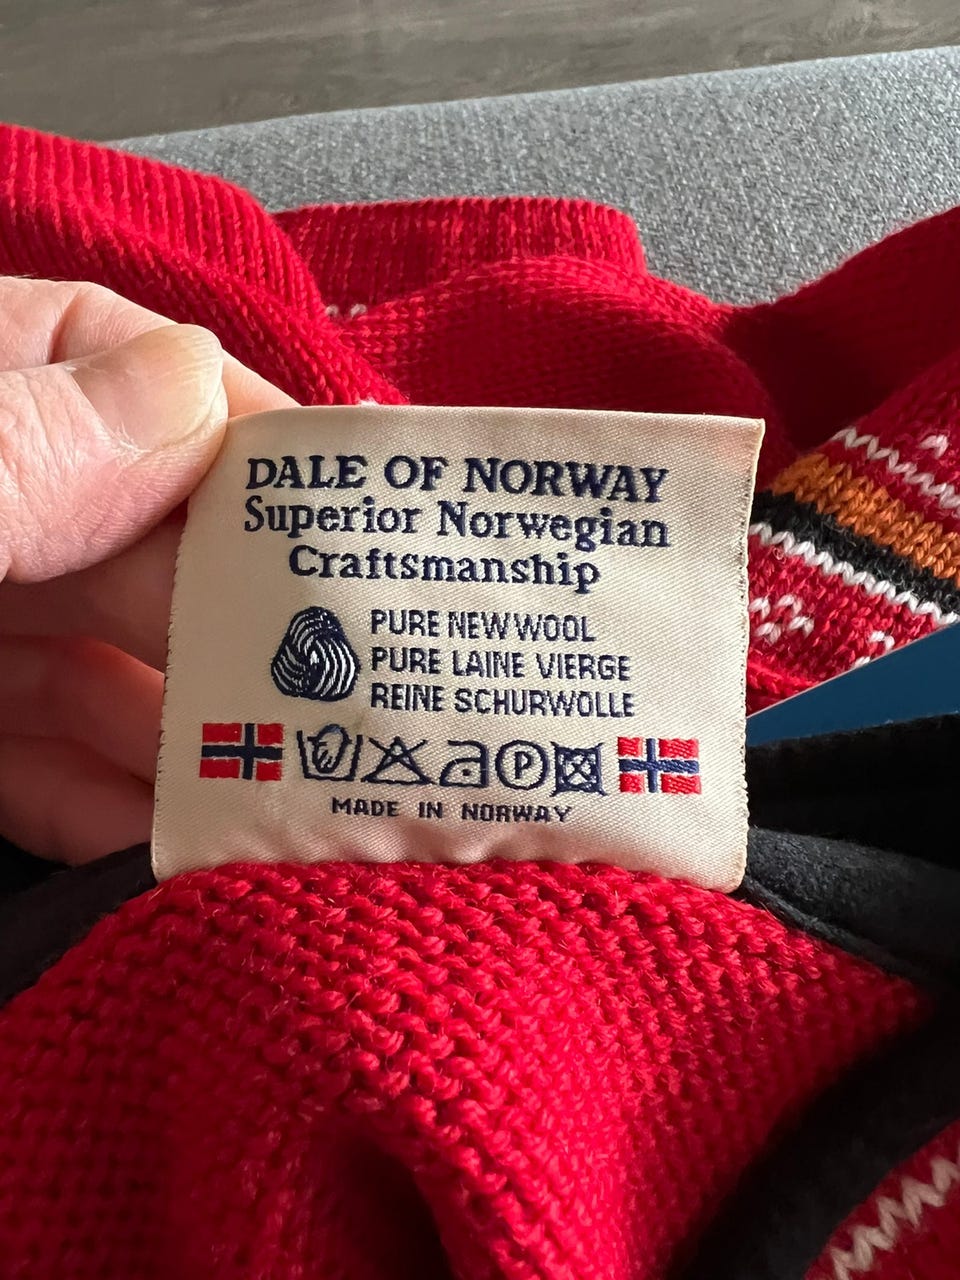 DALE OF NORWAY
Superior Norwegian
Craftsmanship
PURE NEW WOOL
PURE LAINE VIERGE
REINE SCHURWOLLE
P
MADE IN NORWAY